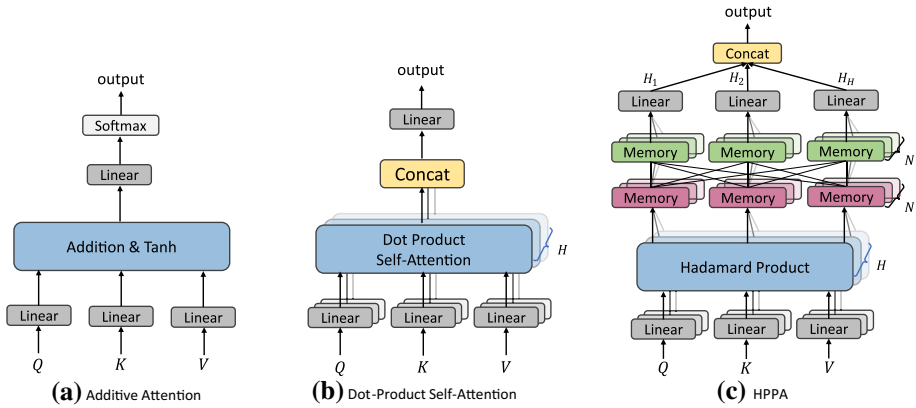 output
Softmax
Linear
Addition & Tanh
Linear Linear Linear
Q K V
(a) Additive Attention
output
Linear
Concat
Dot Product
Self-Attention
H
Linear Linear Linear
Q K V
(b) Dot-Product Self-Attention
output
Concat
H₁ H₂ H_H
Linear Linear Linear
Memory Memory Memory N
Memory Memory Memory N
Hadamard Product H
Linear Linear Linear
Q K V
(c) HPPA